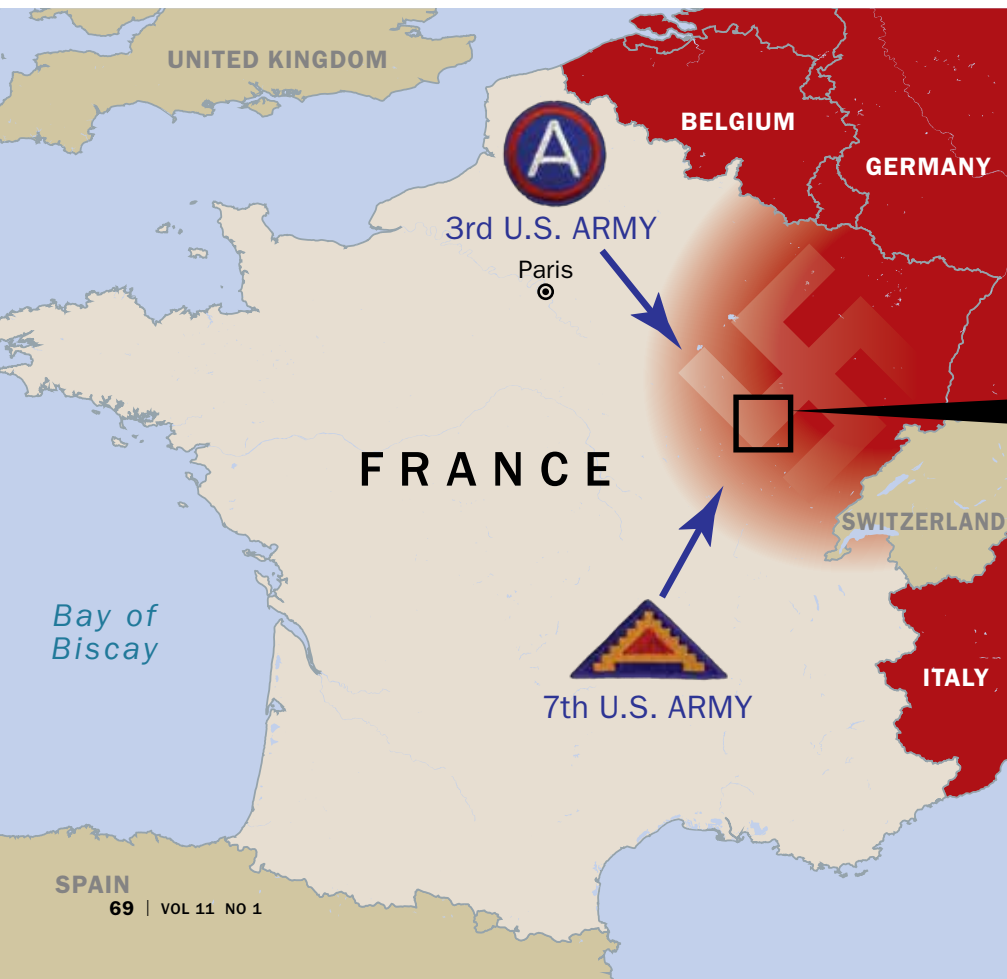 UNITED KINGDOM
BELGIUM
GERMANY
A
3rd U.S. ARMY
Paris
FRANCE
SWITZERLAND
Bay of
Biscay
ITALY
7th U.S. ARMY
SPAIN
69 | VOL 11 NO 1